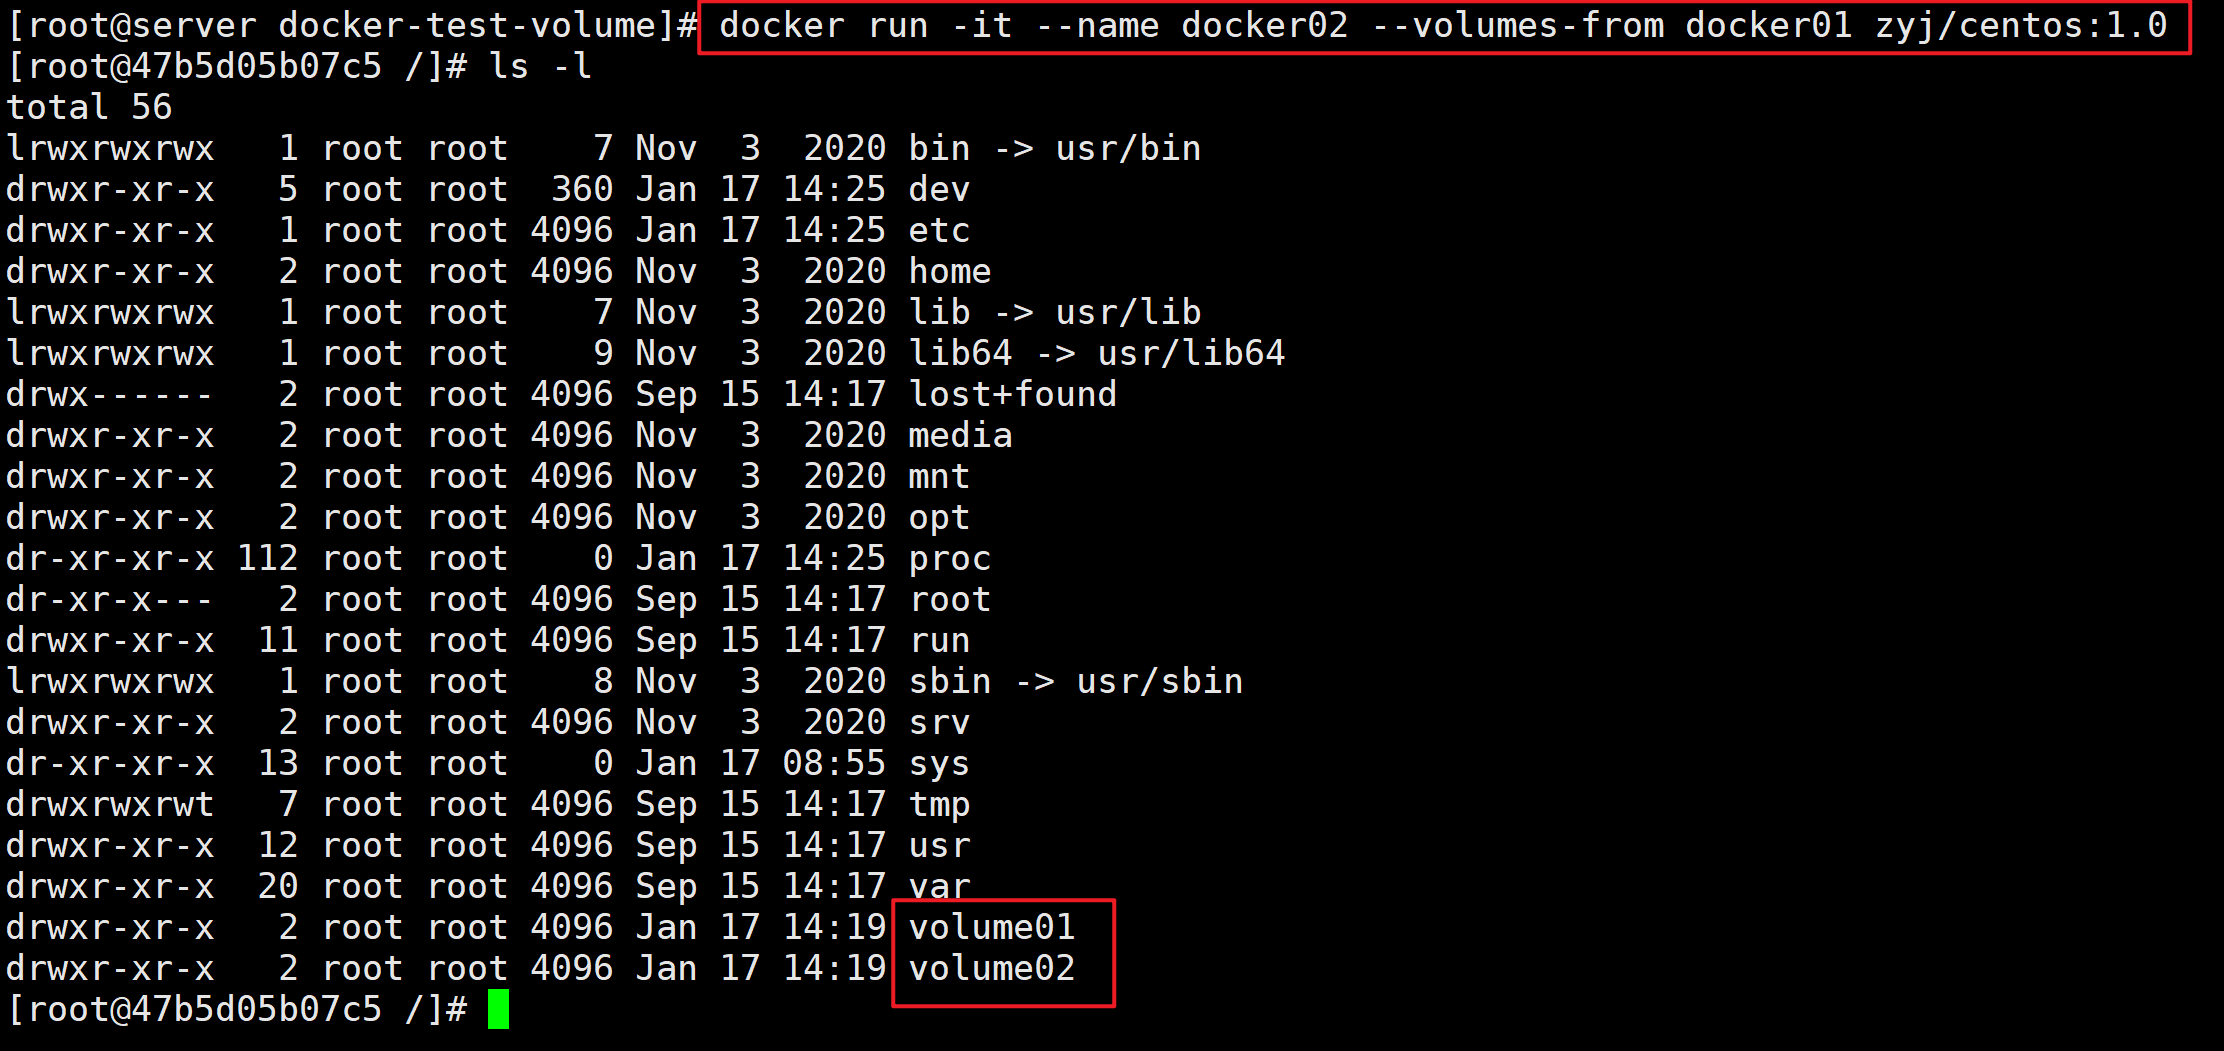 [root@server docker-test-volume]# docker run -it --name docker02 --volumes-from docker01 zyj/centos:1.0
[root@47b5d05b07c5 /]# ls -l
total 56
lrwxrwxrwx   1 root root    7 Nov  3  2020 bin -> usr/bin
drwxr-xr-x   5 root root  360 Jan 17 14:25 dev
drwxr-xr-x   1 root root 4096 Jan 17 14:25 etc
drwxr-xr-x   2 root root 4096 Nov  3  2020 home
lrwxrwxrwx   1 root root    7 Nov  3  2020 lib -> usr/lib
lrwxrwxrwx   1 root root    9 Nov  3  2020 lib64 -> usr/lib64
drwx------   2 root root 4096 Sep 15 14:17 lost+found
drwxr-xr-x   2 root root 4096 Nov  3  2020 media
drwxr-xr-x   2 root root 4096 Nov  3  2020 mnt
drwxr-xr-x   2 root root 4096 Nov  3  2020 opt
dr-xr-xr-x 112 root root    0 Jan 17 14:25 proc
dr-xr-x---   2 root root 4096 Sep 15 14:17 root
drwxr-xr-x  11 root root 4096 Sep 15 14:17 run
lrwxrwxrwx   1 root root    8 Nov  3  2020 sbin -> usr/sbin
drwxr-xr-x   2 root root 4096 Nov  3  2020 srv
dr-xr-xr-x  13 root root    0 Jan 17 08:55 sys
drwxrwxrwt   7 root root 4096 Sep 15 14:17 tmp
drwxr-xr-x  12 root root 4096 Sep 15 14:17 usr
drwxr-xr-x  20 root root 4096 Sep 15 14:17 var
drwxr-xr-x   2 root root 4096 Jan 17 14:19 volume01
drwxr-xr-x   2 root root 4096 Jan 17 14:19 volume02
[root@47b5d05b07c5 /]#